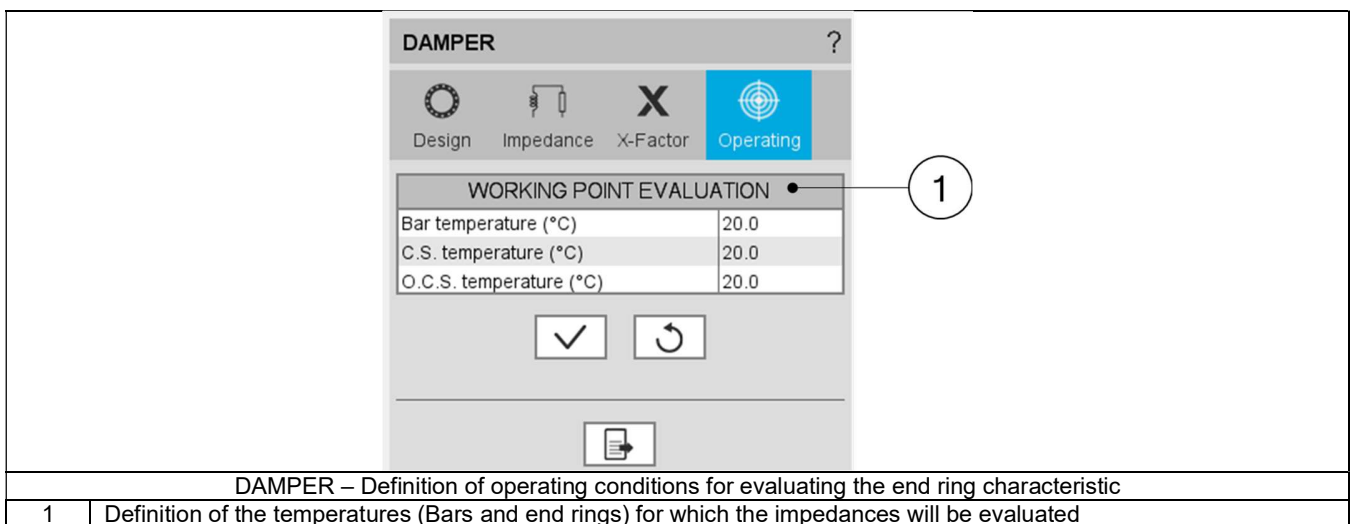 DAMPER ?
Design Impedance X-Factor Operating
WORKING POINT EVALUATION 1
Bar temperature (°C) 20.0
C.S. temperature (°C) 20.0
O.C.S. temperature (°C) 20.0
DAMPER – Definition of operating conditions for evaluating the end ring characteristic
1 Definition of the temperatures (Bars and end rings) for which the impedances will be evaluated